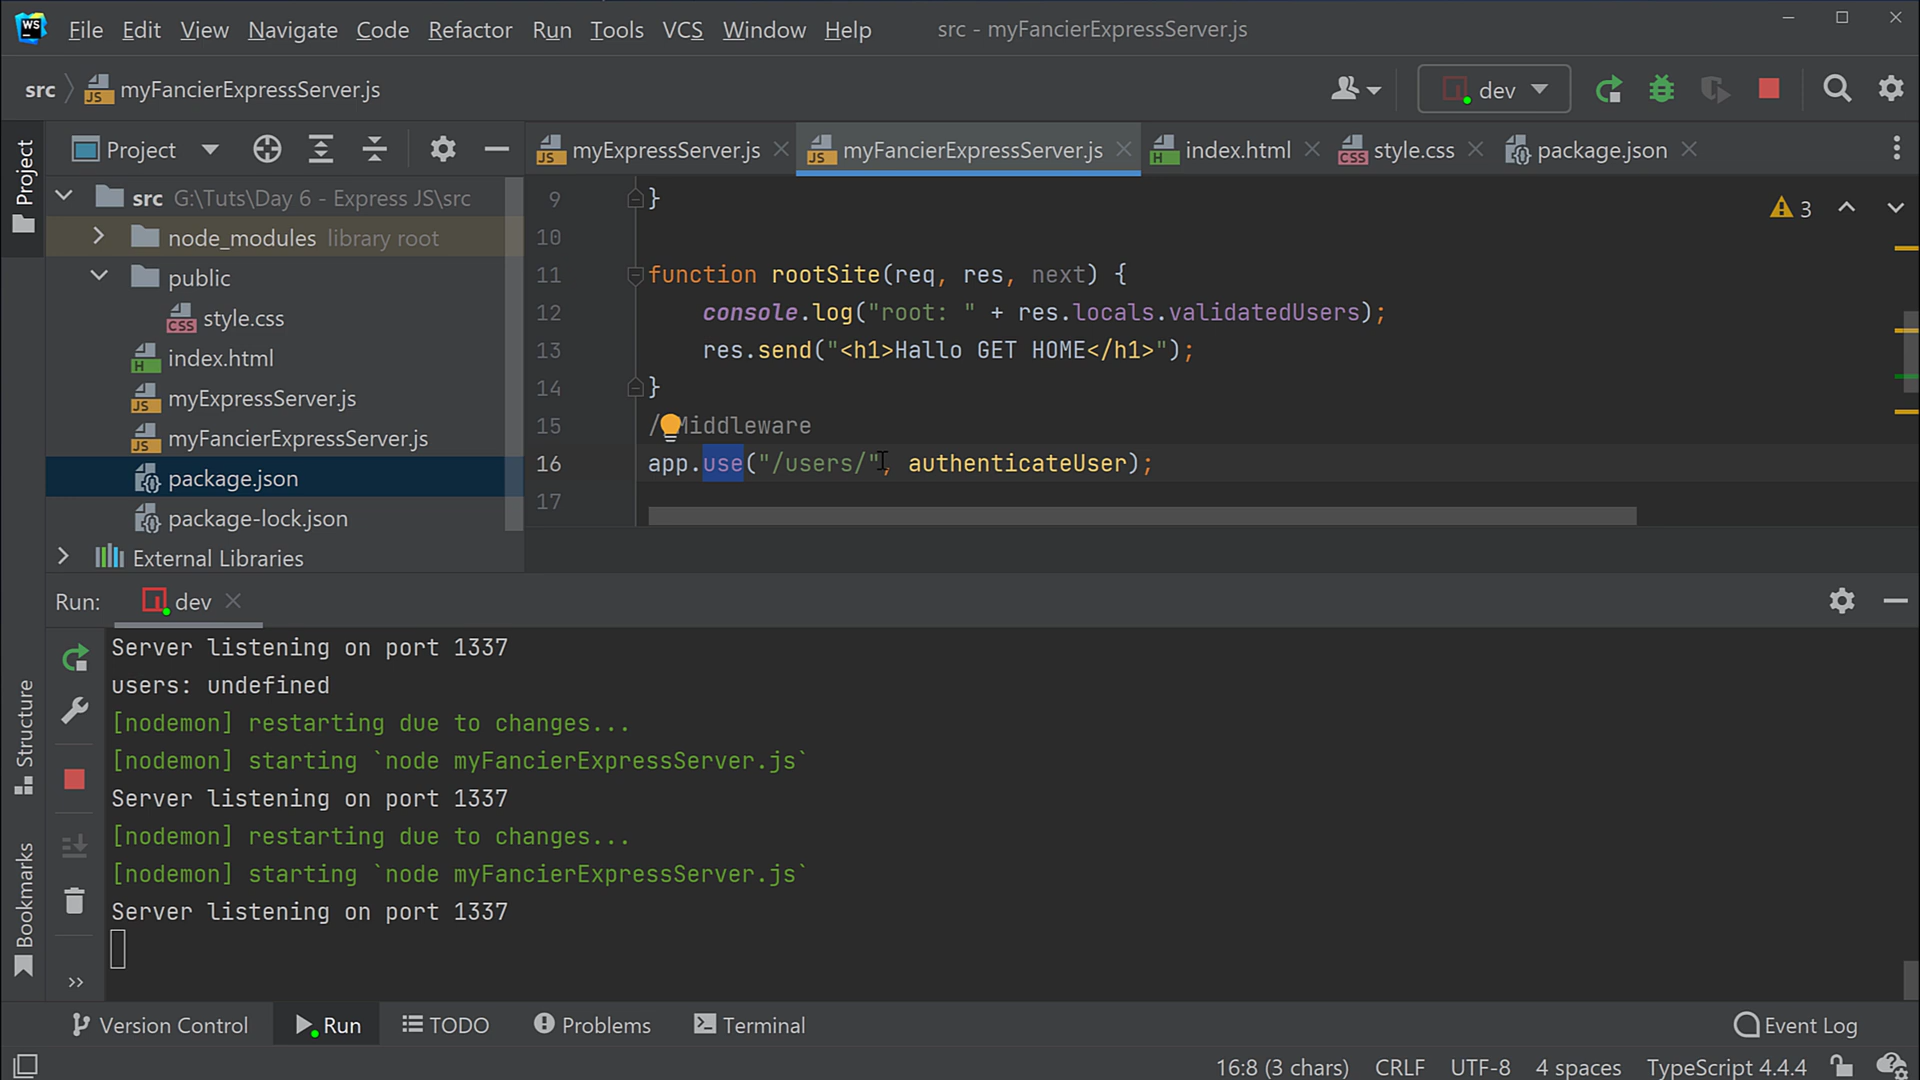 WS File Edit View Navigate Code Refactor Run Tools VCS Window Help src - myFancierExpressServer.js
src myFancierExpressServer.js dev
Project
Project
myExpressServer.js myFancierExpressServer.js index.html style.css package.json
src G:\Tuts\Day 6 - Express JS\src
node_modules library root
public
style.css
index.html
myExpressServer.js
myFancierExpressServer.js
package.json
package-lock.json
External Libraries
3
9 }
10
11 function rootSite(req, res, next) {
12 console.log("root: " + res.locals.validatedUsers);
13 res.send("<h1>Hallo GET HOME</h1>");
14 }
15 / Middleware
16 app.use("/users/", authenticateUser);
17
Run: dev
Structure
Bookmarks
Server listening on port 1337
users: undefined
[nodemon] restarting due to changes...
[nodemon] starting `node myFancierExpressServer.js`
Server listening on port 1337
[nodemon] restarting due to changes...
[nodemon] starting `node myFancierExpressServer.js`
Server listening on port 1337
Version Control Run TODO Problems Terminal Event Log
16:8 (3 chars) CRLF UTF-8 4 spaces TypeScript 4.4.4